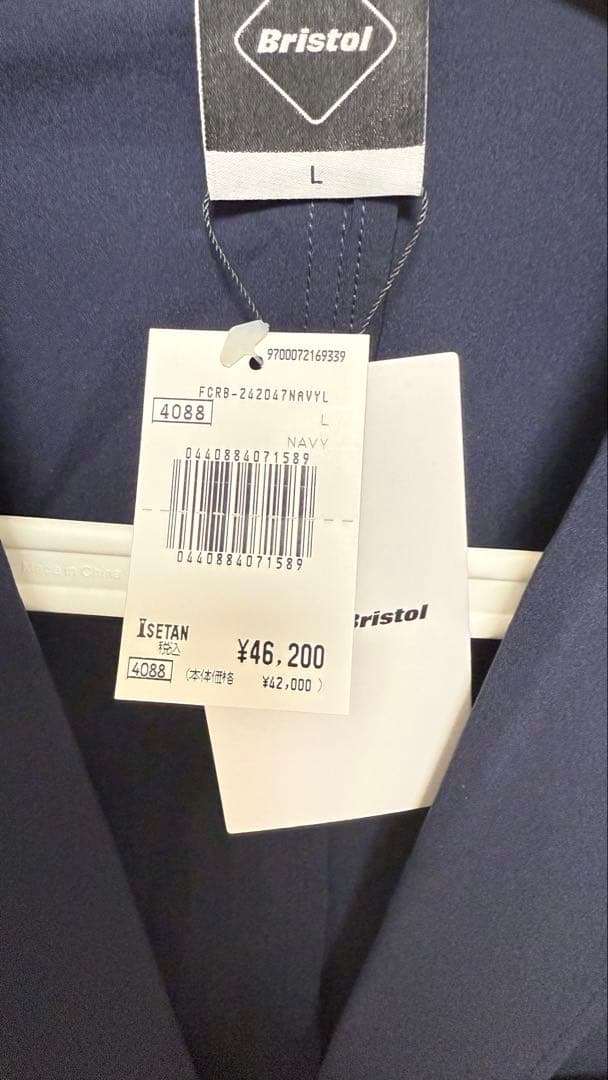 Bristol
L
9700072169339
FCRB-242047NAVYL
4088
L
NAVY
0440884071589
0440884071589
Made in China
Bristol
ISETAN
税込
¥46,200
4088
(本体価格 ¥42,000)